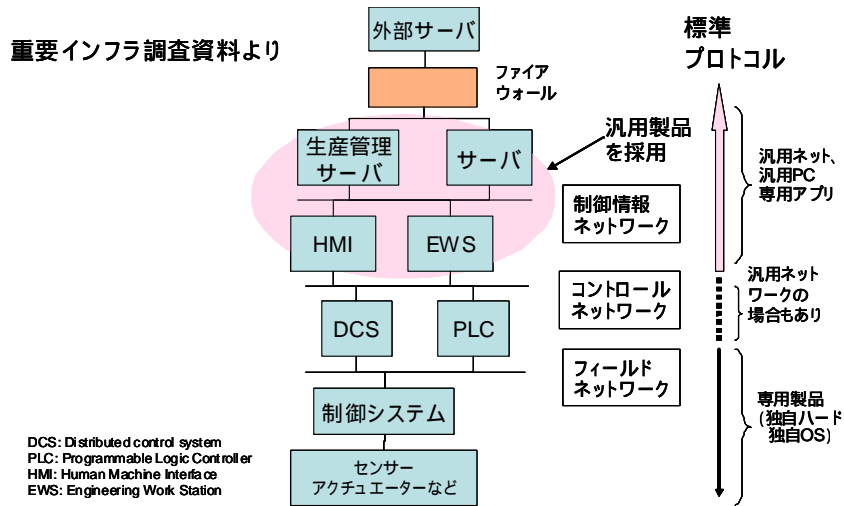 重要インフラ調査資料より
外部サーバ
ファイア
ウォール
標準
プロトコル
生産管理
サーバ
サーバ
汎用製品
を採用
汎用ネット、
汎用PC
専用アプリ
制御情報
ネットワーク
HMI
EWS
汎用ネット
ワークの
場合もあり
コントロール
ネットワーク
DCS
PLC
フィールド
ネットワーク
制御システム
専用製品
(独自ハード
独自OS)
センサー
アクチュエーターなど
DCS: Distributed control system
PLC: Programmable Logic Controller
HMI: Human Machine Interface
EWS: Engineering Work Station